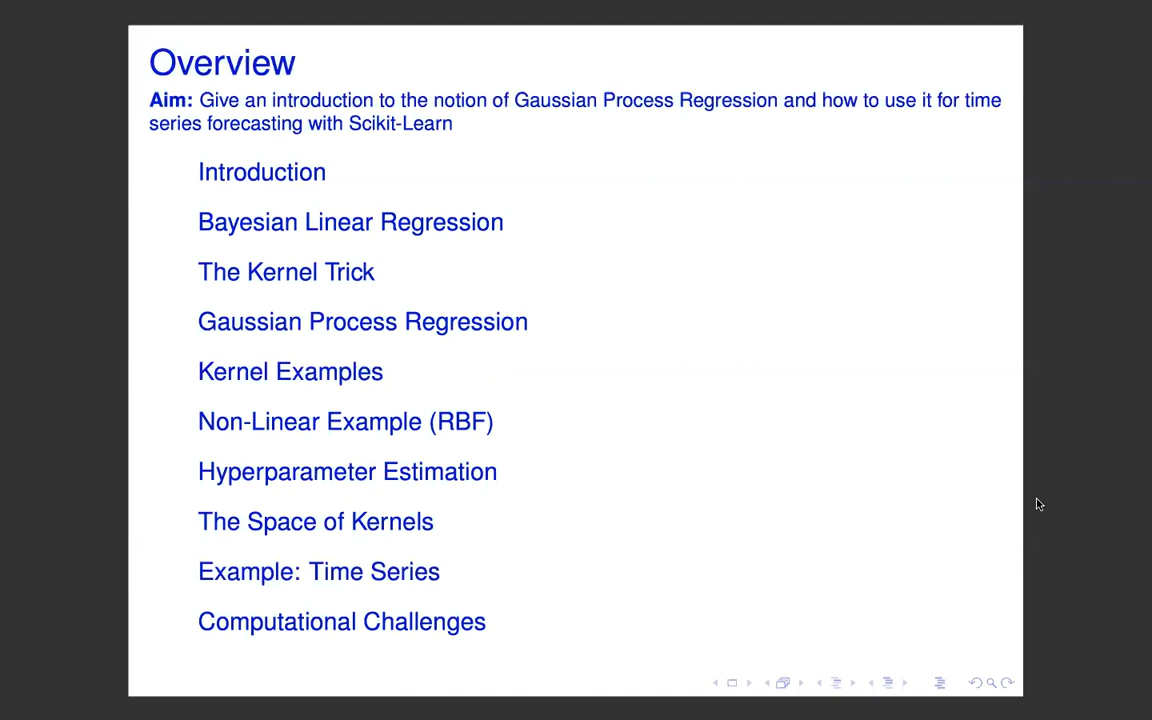 Overview
Aim: Give an introduction to the notion of Gaussian Process Regression and how to use it for time
series forecasting with Scikit-Learn
Introduction
Bayesian Linear Regression
The Kernel Trick
Gaussian Process Regression
Kernel Examples
Non-Linear Example (RBF)
Hyperparameter Estimation
The Space of Kernels
Example: Time Series
Computational Challenges